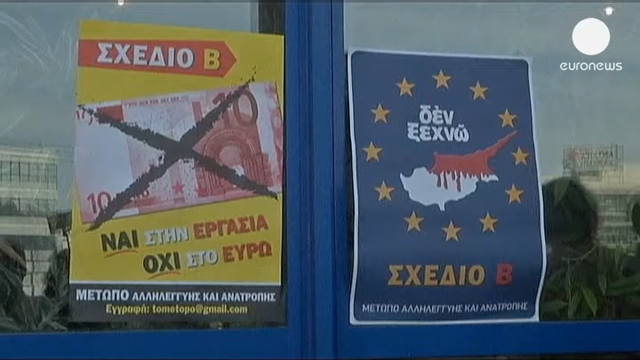 ΣΧΕΔΙΟ Β
10
10
ΝΑΙ ΣΤΗΝ ΕΡΓΑΣΙΑ
ΟΧΙ ΣΤΟ ΕΥΡΩ
ΜΕΤΩΠΟ ΑΛΛΗΛΕΓΓΥΗΣ ΚΑΙ ΑΝΑΤΡΟΠΗΣ
Εγγραφή: tometopo@gmail.com
δέν
ξεχνώ
ΣΧΕΔΙΟ Β
ΜΕΤΩΠΟ ΑΛΛΗΛΕΓΓΥΗΣ ΚΑΙ ΑΝΑΤΡΟΠΗΣ
euronews